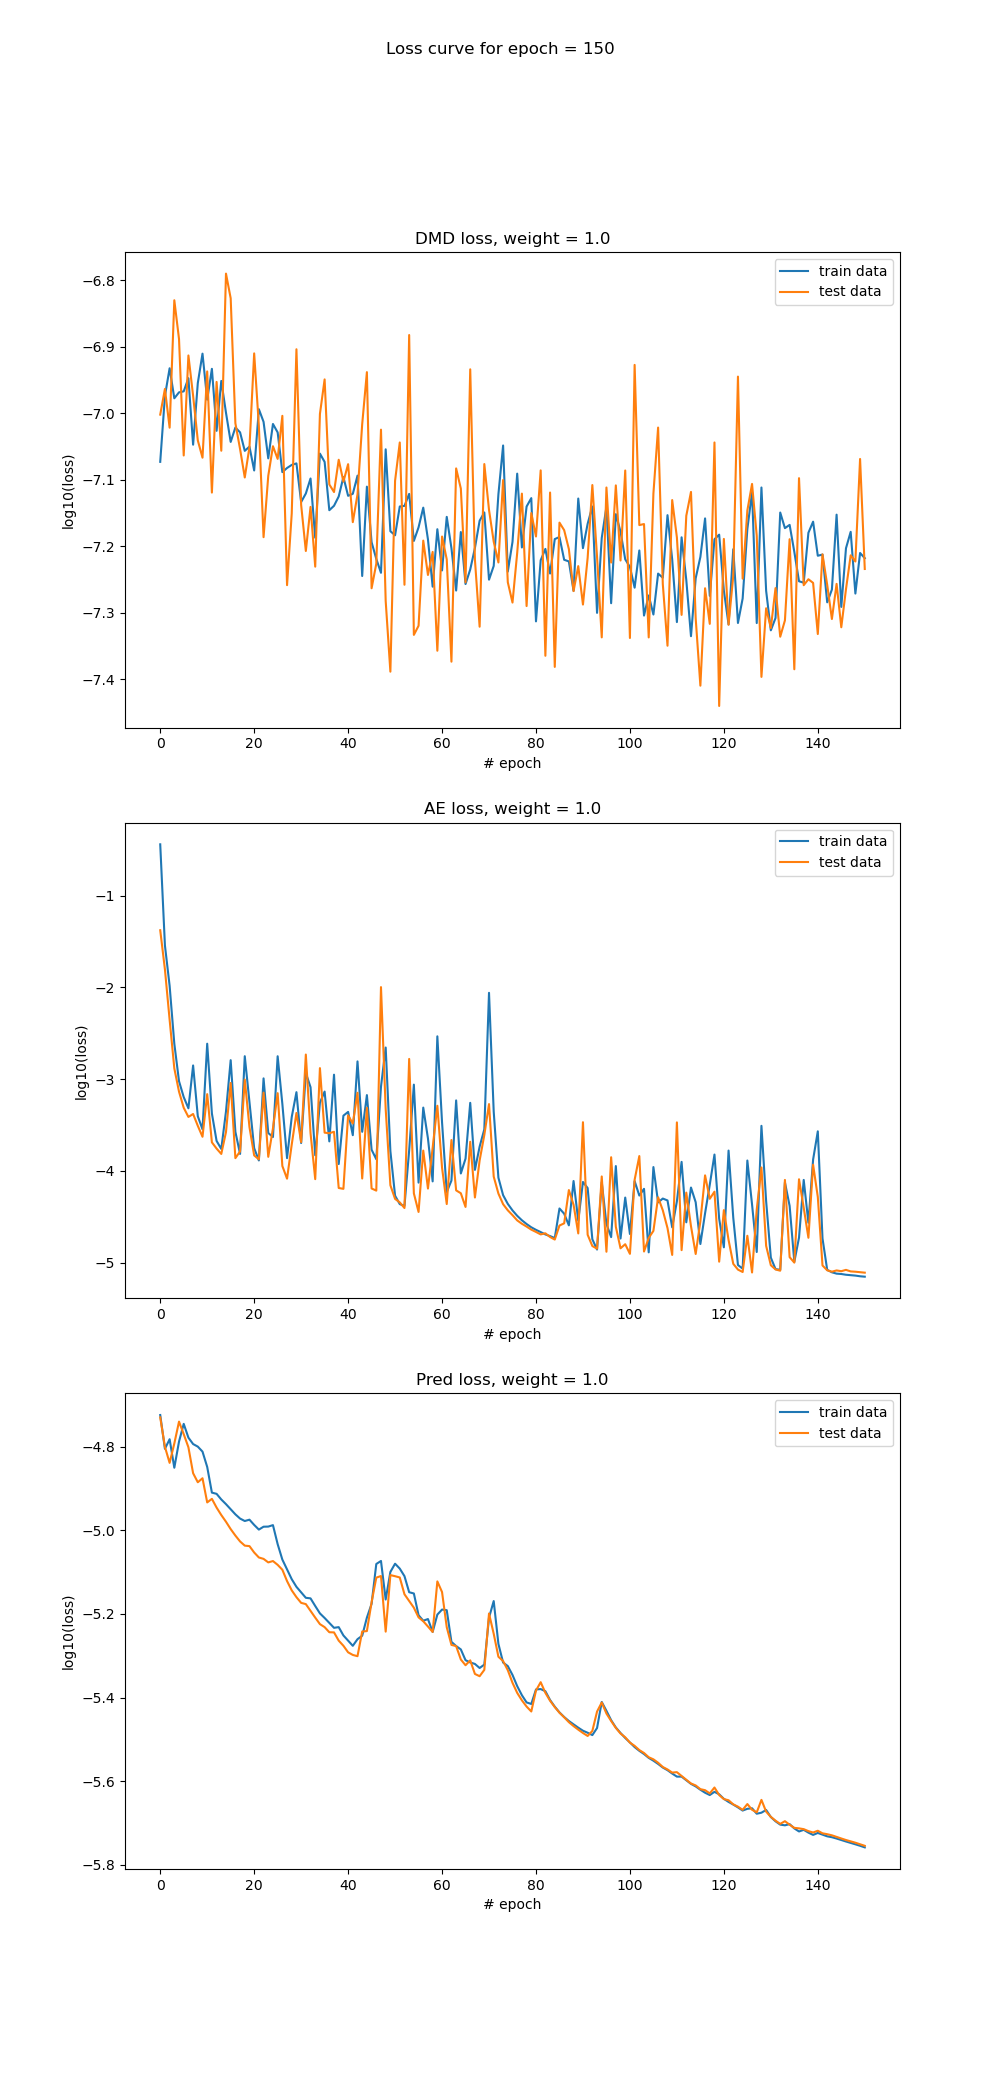 Loss curve for epoch = 150
DMD loss, weight = 1.0
train data
test data
−6.8
−6.9
−7.0
−7.1
−7.2
−7.3
−7.4
log10(loss)
0 20 40 60 80 100 120 140
# epoch
AE loss, weight = 1.0
train data
test data
−1
−2
−3
−4
−5
log10(loss)
0 20 40 60 80 100 120 140
# epoch
Pred loss, weight = 1.0
train data
test data
−4.8
−5.0
−5.2
−5.4
−5.6
−5.8
log10(loss)
0 20 40 60 80 100 120 140
# epoch